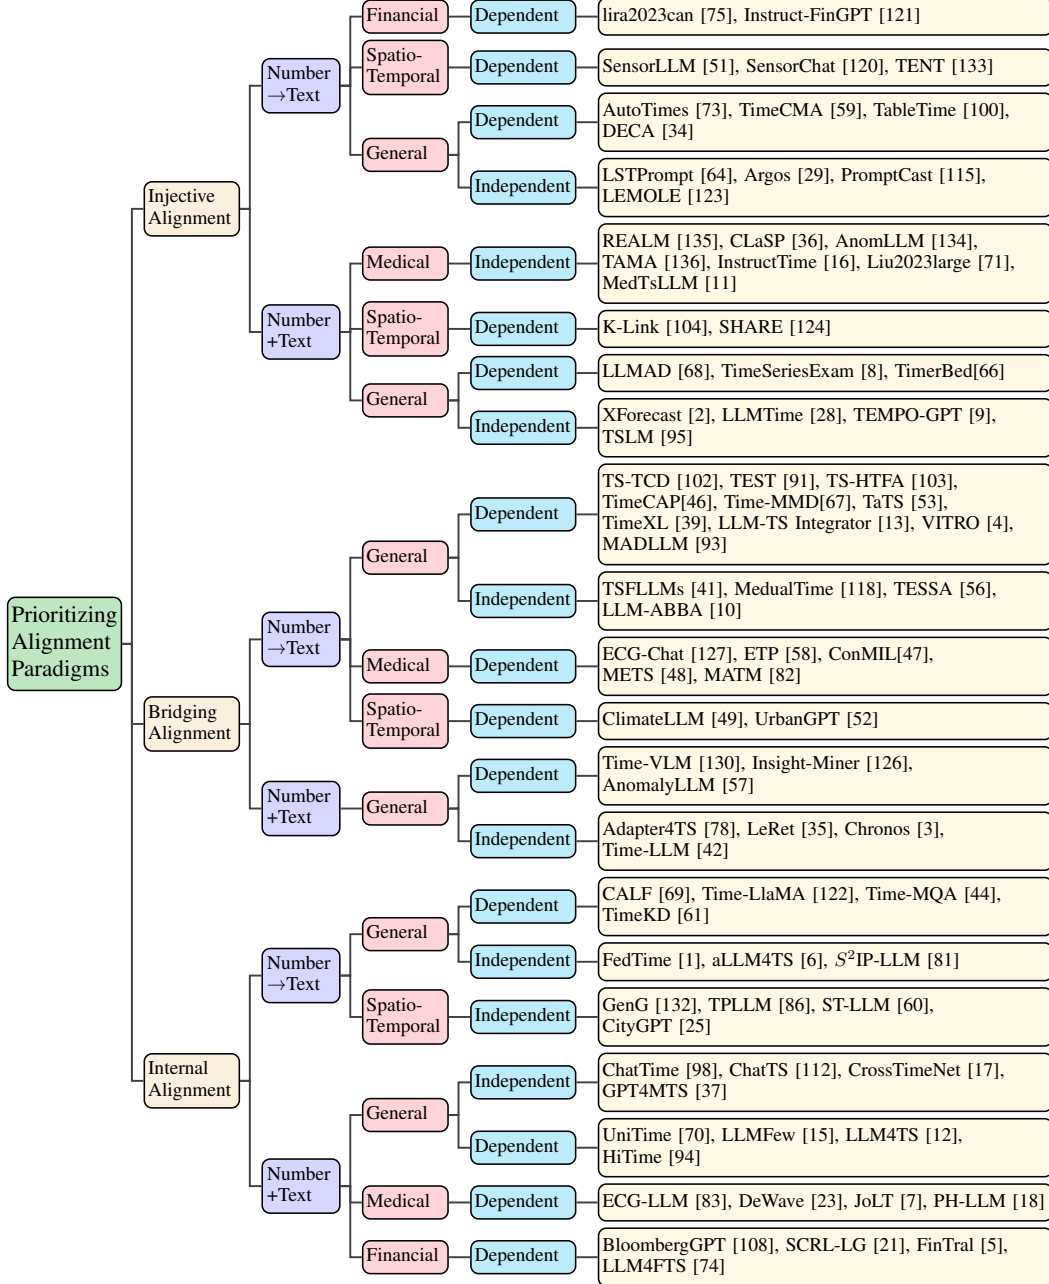 Prioritizing
Alignment
Paradigms
Injective
Alignment
Number
→Text
Financial
Dependent
lira2023can [75], Instruct-FinGPT [121]
Spatio-
Temporal
Dependent
SensorLLM [51], SensorChat [120], TENT [133]
General
Dependent
AutoTimes [73], TimeCMA [59], TableTime [100],
DECA [34]
Independent
LSTPrompt [64], Argos [29], PromptCast [115],
LEMOLE [123]
Number
+Text
Medical
Independent
REALM [135], CLaSP [36], AnomLLM [134],
TAMA [136], InstructTime [16], Liu2023large [71],
MedTsLLM [11]
Spatio-
Temporal
Dependent
K-Link [104], SHARE [124]
General
Dependent
LLMAD [68], TimeSeriesExam [8], TimerBed[66]
Independent
XForecast [2], LLMTime [28], TEMPO-GPT [9],
TSLM [95]
Bridging
Alignment
Number
→Text
General
Dependent
TS-TCD [102], TEST [91], TS-HTFA [103],
TimeCAP[46], Time-MMD[67], TaTS [53],
TimeXL [39], LLM-TS Integrator [13], VITRO [4],
MADLLM [93]
Independent
TSFLLMs [41], MedualTime [118], TESSA [56],
LLM-ABBA [10]
Medical
Dependent
ECG-Chat [127], ETP [58], ConMIL[47],
METS [48], MATM [82]
Spatio-
Temporal
Dependent
ClimateLLM [49], UrbanGPT [52]
Number
+Text
General
Dependent
Time-VLM [130], Insight-Miner [126],
AnomalyLLM [57]
Independent
Adapter4TS [78], LeRet [35], Chronos [3],
Time-LLM [42]
Internal
Alignment
Number
→Text
General
Dependent
CALF [69], Time-LlaMA [122], Time-MQA [44],
TimeKD [61]
Independent
FedTime [1], aLLM4TS [6], S²IP-LLM [81]
Spatio-
Temporal
Independent
GenG [132], TPLLM [86], ST-LLM [60],
CityGPT [25]
Number
+Text
General
Independent
ChatTime [98], ChatTS [112], CrossTimeNet [17],
GPT4MTS [37]
Dependent
UniTime [70], LLMFew [15], LLM4TS [12],
HiTime [94]
Medical
Dependent
ECG-LLM [83], DeWave [23], JoLT [7], PH-LLM [18]
Financial
Dependent
BloombergGPT [108], SCRL-LG [21], FinTral [5],
LLM4FTS [74]